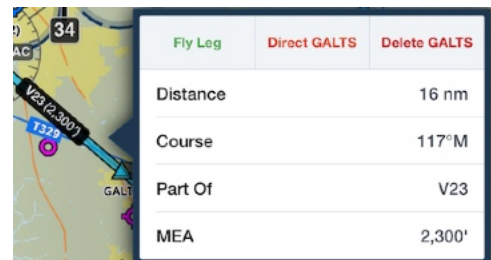 34
AC
V23 (2,300')
T329
GALT
Fly Leg Direct GALTS Delete GALTS
Distance 16 nm
Course 117°M
Part Of V23
MEA 2,300'